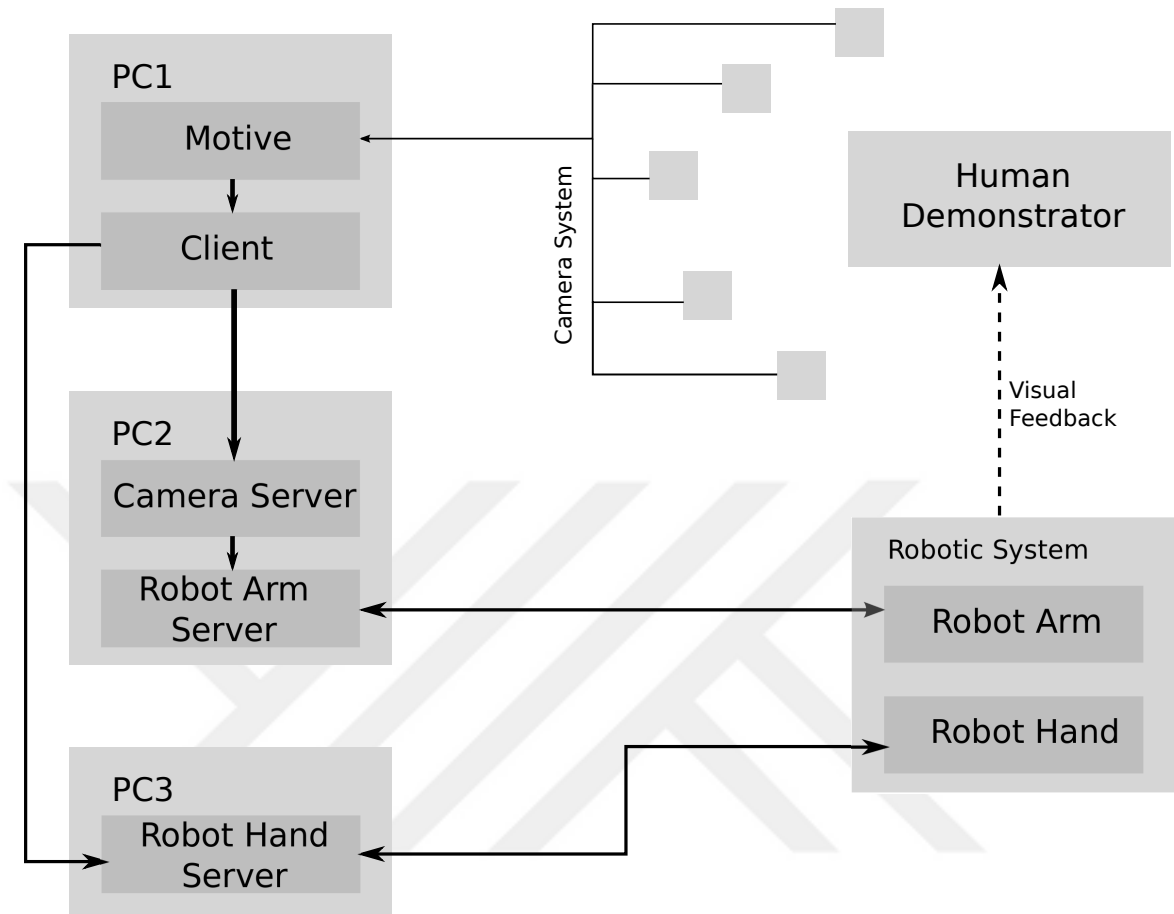 PC1
Motive
Client
Camera System
Human
Demonstrator
Visual
Feedback
PC2
Camera Server
Robot Arm
Server
Robotic System
Robot Arm
Robot Hand
PC3
Robot Hand
Server